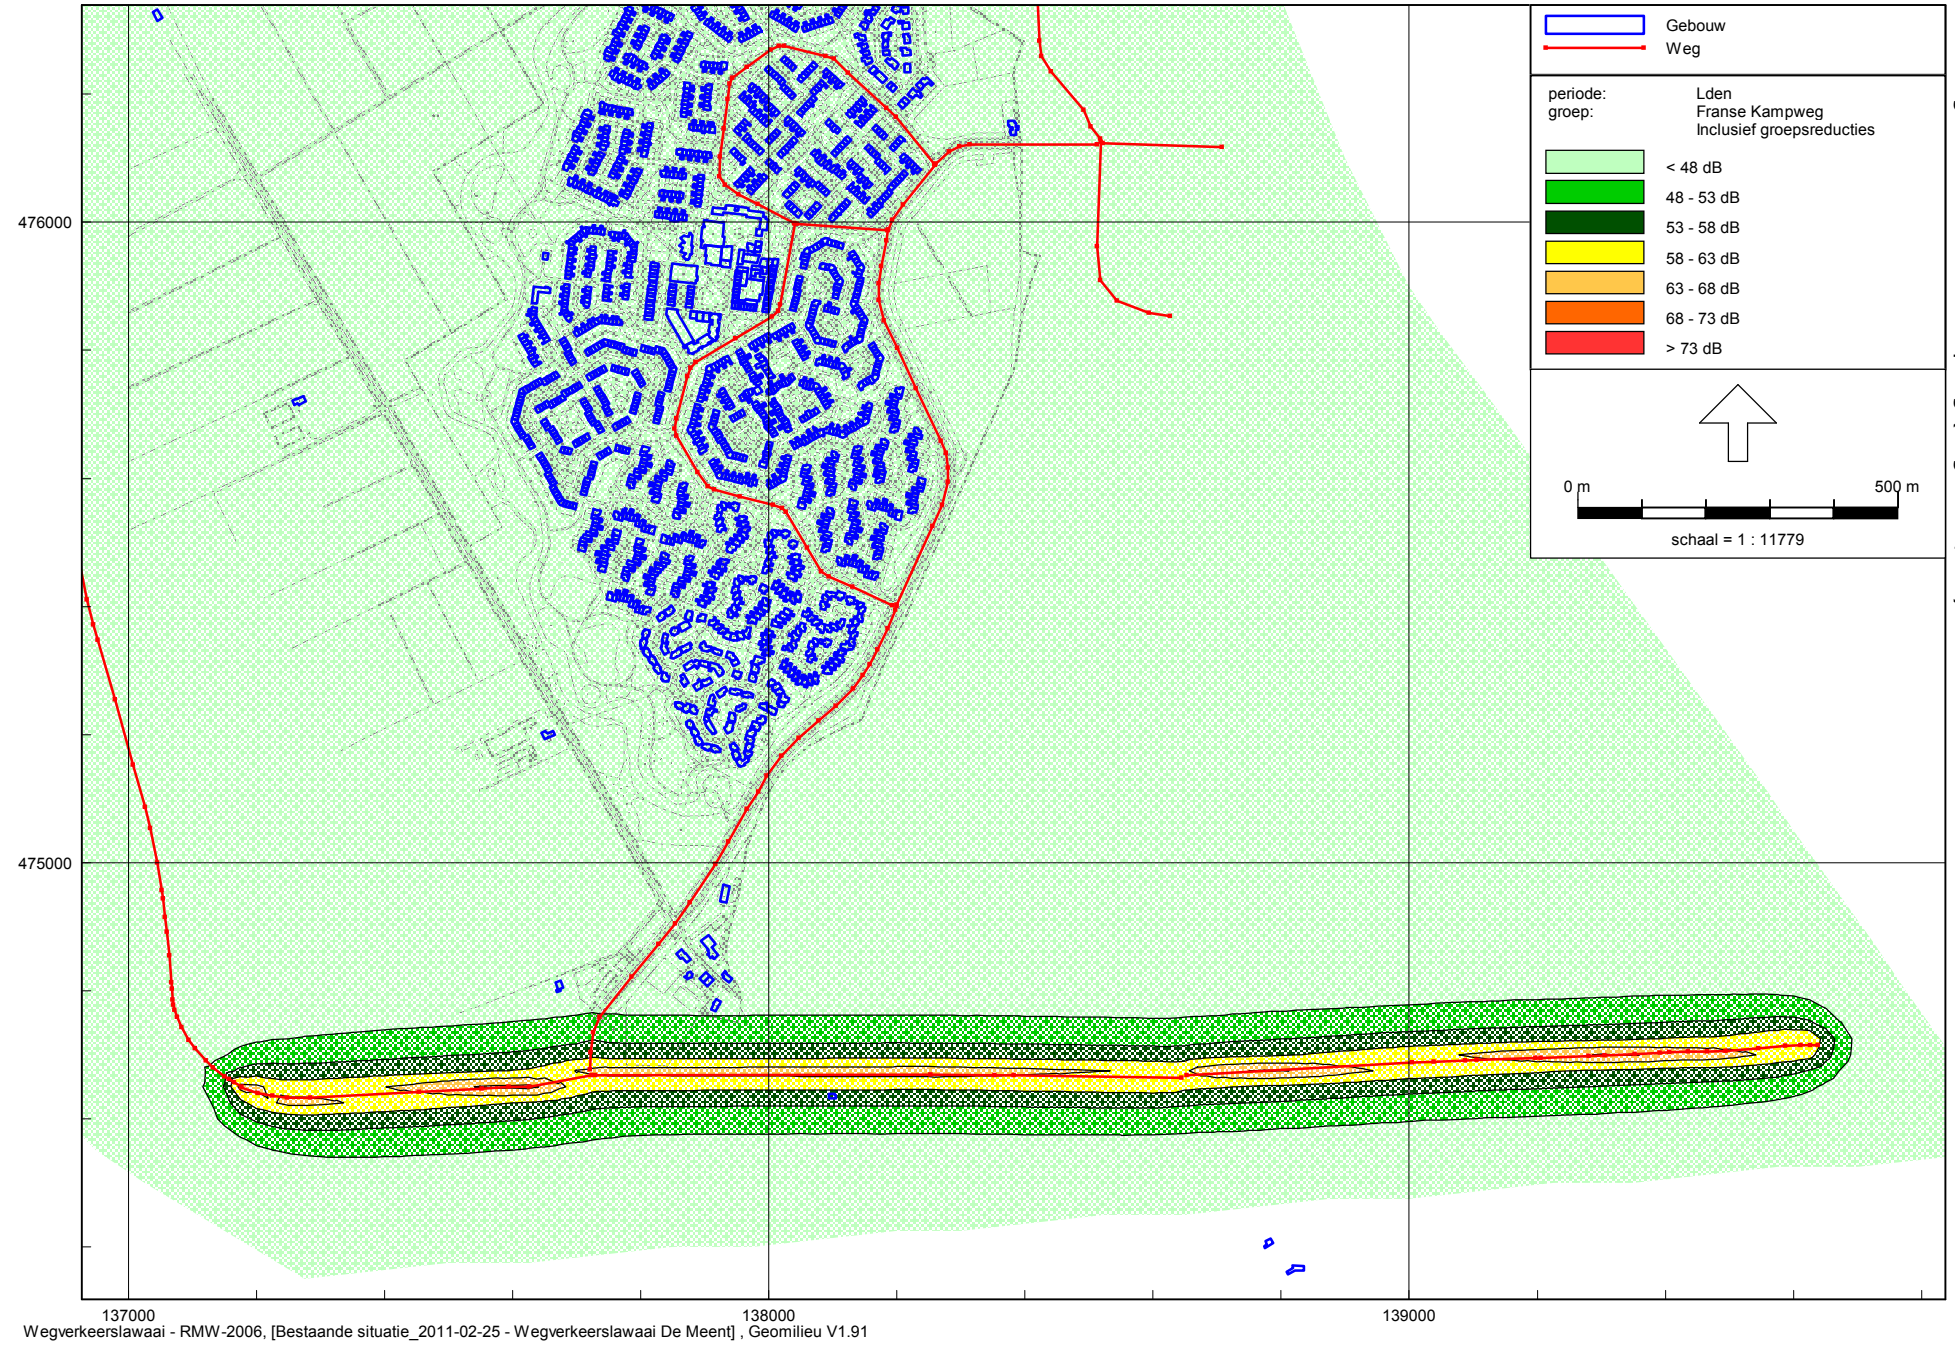 Gebouw
Weg
periode: Lden
groep: Franse Kampweg
Inclusief groepsreducties
< 48 dB
48 - 53 dB
53 - 58 dB
58 - 63 dB
63 - 68 dB
68 - 73 dB
> 73 dB
0 m 500 m
schaal = 1 : 11779
476000
475000
137000 138000 139000
Wegverkeerslawaai - RMW-2006, [Bestaande situatie_2011-02-25 - Wegverkeerslawaai De Meent] , Geomilieu V1.91